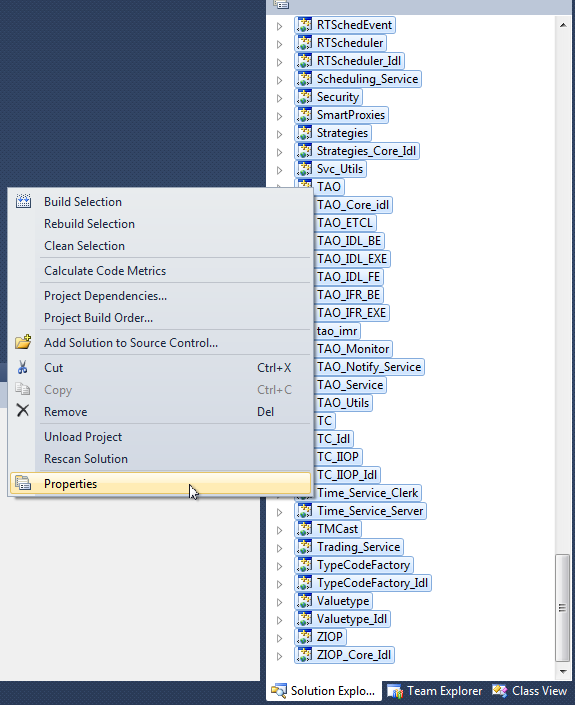 RTSchedEvent
RTScheduler
RTScheduler_Idl
Scheduling_Service
Security
SmartProxies
Strategies
Strategies_Core_Idl
Svc_Utils
TAO
TAO_Core_idl
TAO_ETCL
TAO_IDL_BE
TAO_IDL_EXE
TAO_IDL_FE
TAO_IFR_BE
TAO_IFR_EXE
tao_imr
TAO_Monitor
TAO_Notify_Service
TAO_Service
TAO_Utils
TC
TC_Idl
TC_IIOP
TC_IIOP_Idl
Time_Service_Clerk
Time_Service_Server
TMCast
Trading_Service
TypeCodeFactory
TypeCodeFactory_Idl
Valuetype
Valuetype_Idl
ZIOP
ZIOP_Core_Idl
Build Selection
Rebuild Selection
Clean Selection
Calculate Code Metrics
Project Dependencies...
Project Build Order...
Add Solution to Source Control...
Cut Ctrl+X
Copy Ctrl+C
Remove Del
Unload Project
Rescan Solution
Properties
Solution Explo... Team Explorer Class View